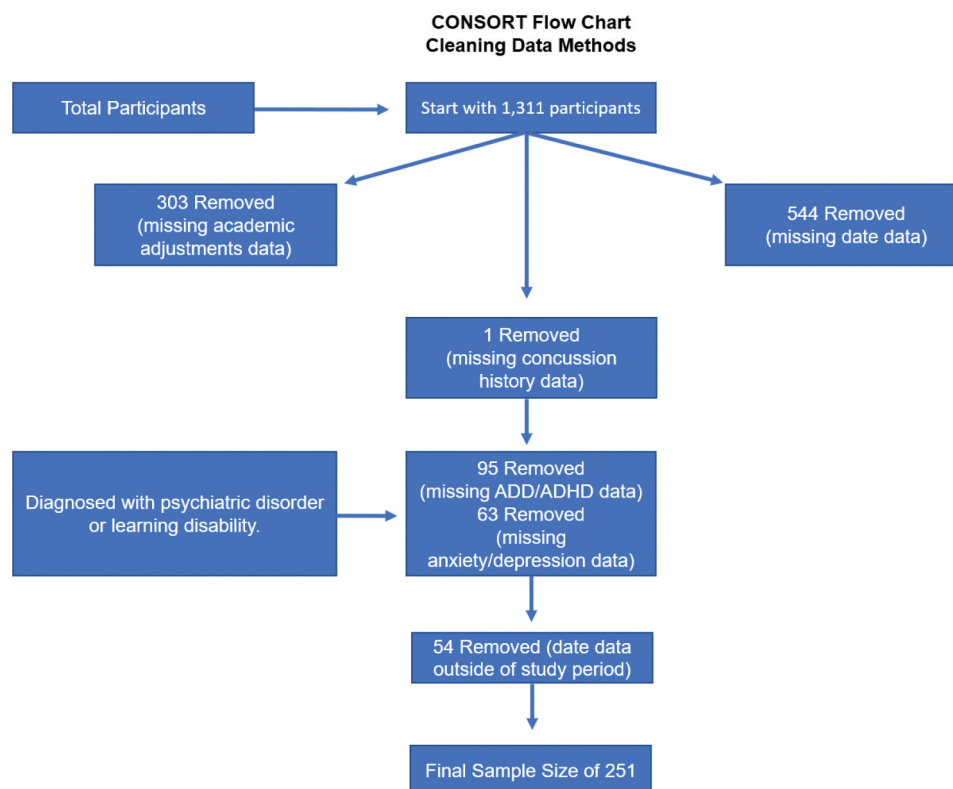 CONSORT Flow Chart
Cleaning Data Methods
Total Participants
Start with 1,311 participants
303 Removed
(missing academic
adjustments data)
544 Removed
(missing date data)
1 Removed
(missing concussion
history data)
Diagnosed with psychiatric disorder
or learning disability.
95 Removed
(missing ADD/ADHD data)
63 Removed
(missing
anxiety/depression data)
54 Removed (date data
outside of study period)
Final Sample Size of 251